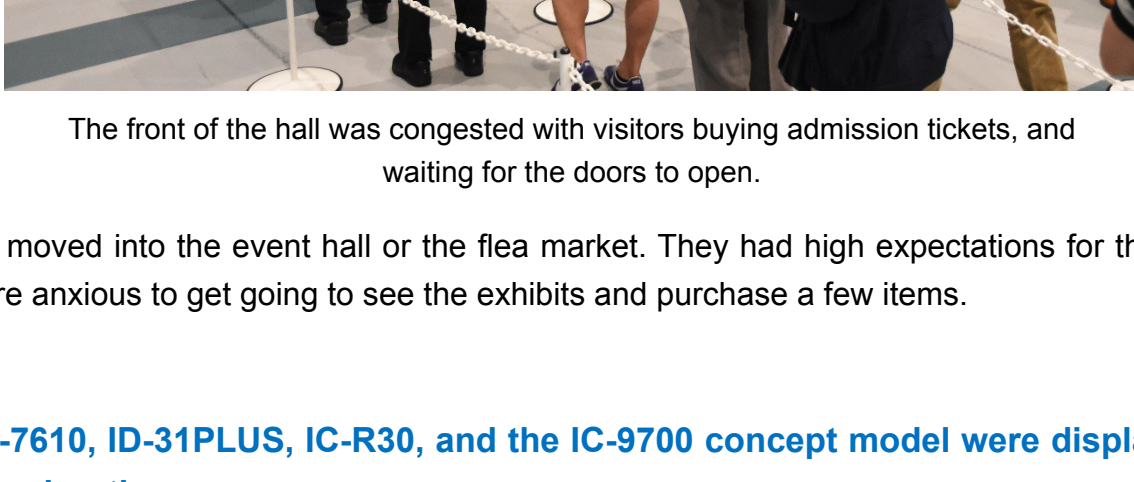 The front of the hall was congested with visitors buying admission tickets, and
waiting for the doors to open.
moved into the event hall or the flea market. They had high expectations for
anxious to get going to see the exhibits and purchase a few items.
-7610, ID-31PLUS, IC-R30, and the IC-9700 concept model were